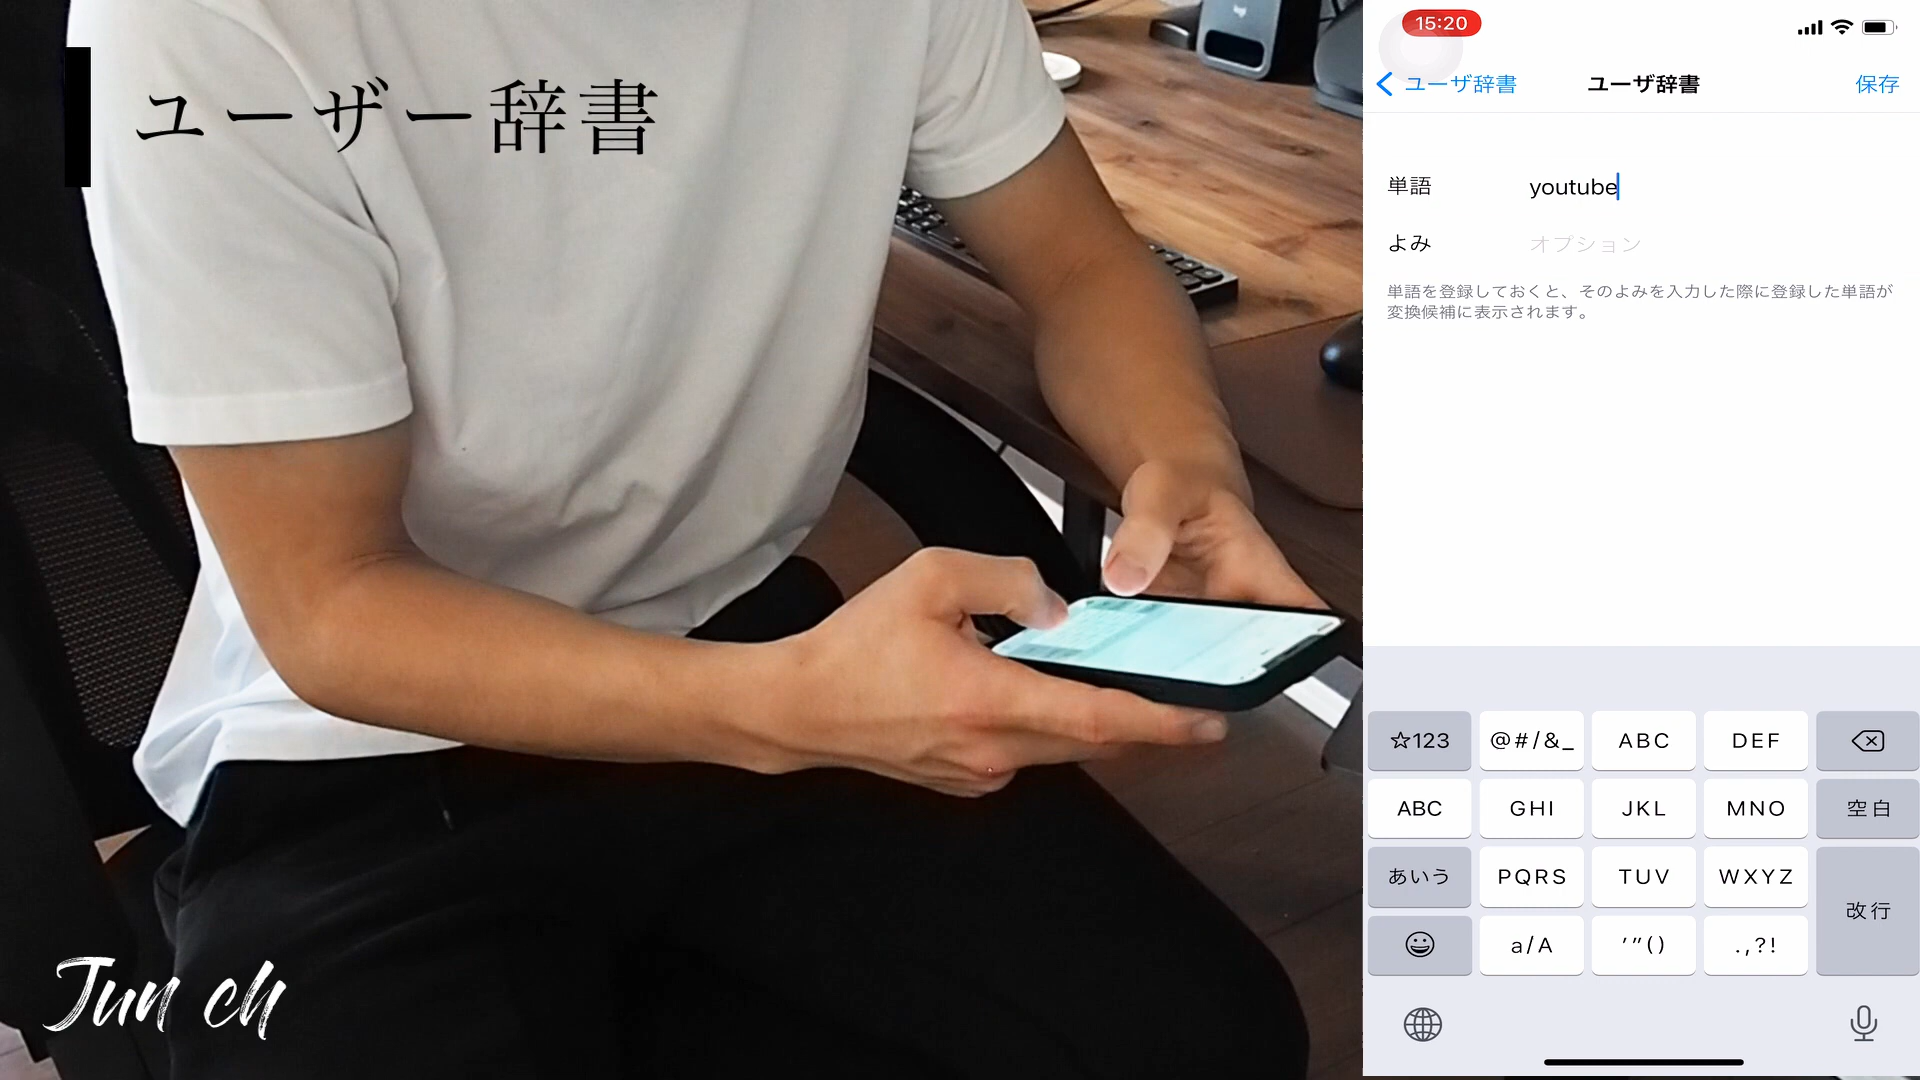 ユーザー辞書
Jun ch
15:20
ユーザ辞書
ユーザ辞書
保存
単語
youtube
よみ
オプション
単語を登録しておくと、そのよみを入力した際に登録した単語が
変換候補に表示されます。
☆123
@#/&_
ABC
DEF
ABC
GHI
JKL
MNO
空白
あいう
PQRS
TUV
WXYZ
改行
a/A
’”()
.,?!